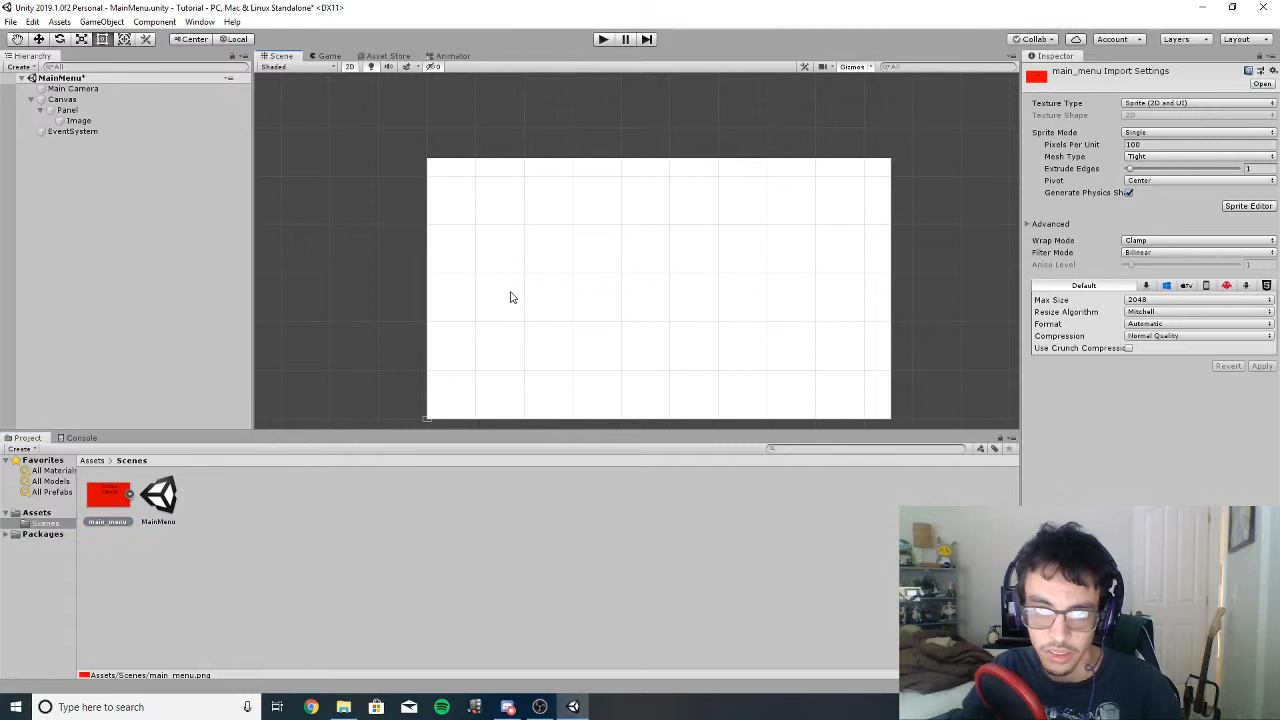 Unity 2019.1.0f2 Personal - MainMenu.unity - Tutorial - PC, Mac & Linux Standalone* <DX11>
File Edit Assets GameObject Component Window Help
Center Local Collab Account Layers Layout
Hierarchy Scene Game Asset Store Animator Inspector
Create All Shaded 2D 0 Gizmos All
MainMenu*
Main Camera
Canvas
Panel
Image
EventSystem
main_menu Import Settings
Open
Texture Type Sprite (2D and UI)
Texture Shape 2D
Sprite Mode Single
Pixels Per Unit 100
Mesh Type Tight
Extrude Edges 1
Pivot Center
Generate Physics Sha
Sprite Editor
Advanced
Wrap Mode Clamp
Filter Mode Bilinear
Aniso Level 1
Default
Max Size 2048
Resize Algorithm Mitchell
Format Automatic
Compression Normal Quality
Use Crunch Compressio
Revert Apply
Project Console
Create
Favorites
All Materials
All Models
All Prefabs
Assets
Scenes
Packages
Assets > Scenes
main_menu MainMenu
Assets/Scenes/main_menu.png
Type here to search